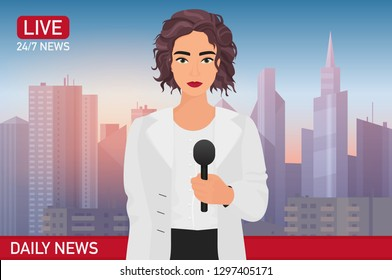 LIVE
24/7 NEWS
DAILY NEWS
shutterstock.com · 1297405171